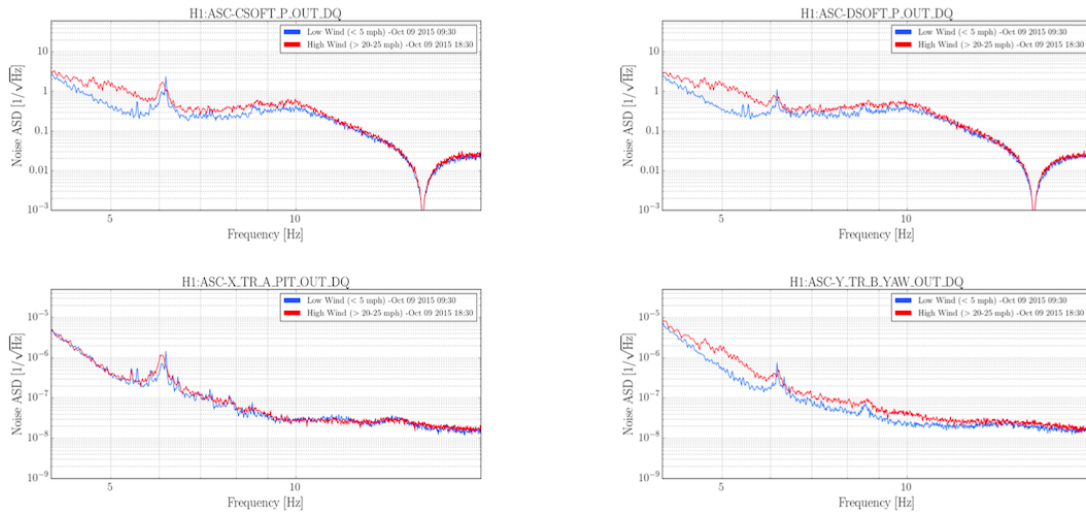 H1:ASC-CSOFT_P_OUT_DQ
Low Wind (< 5 mph) -Oct 09 2015 09:30
High Wind (> 20-25 mph) -Oct 09 2015 18:30
Noise ASD [1/√Hz]
10
1
0.1
0.01
10⁻³
5
10
Frequency [Hz]
H1:ASC-DSOFT_P_OUT_DQ
Low Wind (< 5 mph) -Oct 09 2015 09:30
High Wind (> 20-25 mph) -Oct 09 2015 18:30
Noise ASD [1/√Hz]
10
1
0.1
0.01
10⁻³
5
10
Frequency [Hz]
H1:ASC-X_TR_A_PIT_OUT_DQ
Low Wind (< 5 mph) -Oct 09 2015 09:30
High Wind (> 20-25 mph) -Oct 09 2015 18:30
Noise ASD [1/√Hz]
10⁻⁵
10⁻⁶
10⁻⁷
10⁻⁸
10⁻⁹
5
10
Frequency [Hz]
H1:ASC-Y_TR_B_YAW_OUT_DQ
Low Wind (< 5 mph) -Oct 09 2015 09:30
High Wind (> 20-25 mph) -Oct 09 2015 18:30
Noise ASD [1/√Hz]
10⁻⁵
10⁻⁶
10⁻⁷
10⁻⁸
10⁻⁹
5
10
Frequency [Hz]